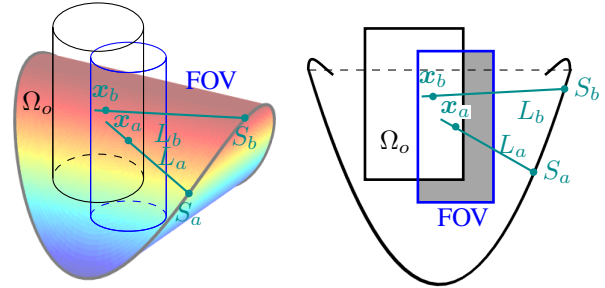 FOV
Ω_o
x_b
x_a
L_b
L_a
S_b
S_a
x_b
x_a
Ω_o
L_b
L_a
S_b
S_a
FOV